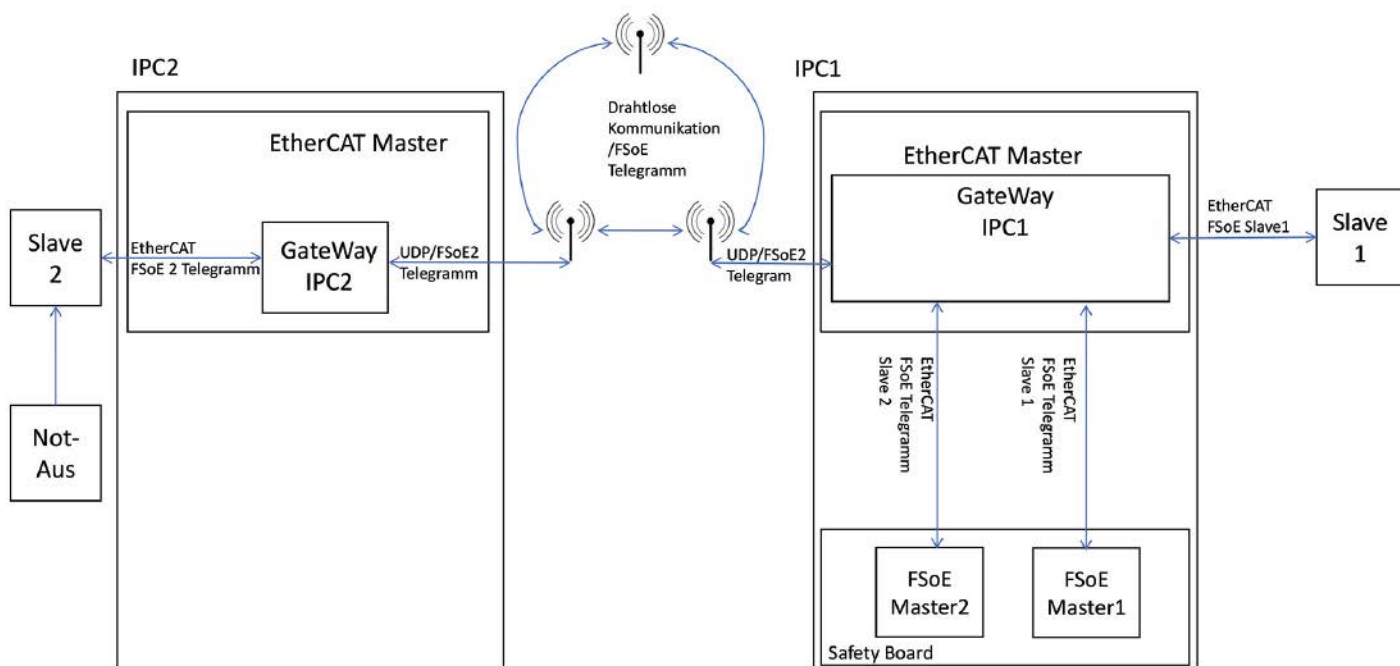 IPC2
EtherCAT Master
Slave
2
EtherCAT
FSoE 2 Telegramm
GateWay
IPC2
UDP/FSoE2
Telegramm
Not-
Aus
Drahtlose
Kommunikation
/FSoE
Telegramm
IPC1
EtherCAT Master
GateWay
IPC1
UDP/FSoE2
Telegram
EtherCAT
FSoE Slave1
Slave
1
EtherCAT
FSoE Telegramm
Slave 2
EtherCAT
FSoE Telegramm
Slave 1
FSoE
Master2
FSoE
Master1
Safety Board